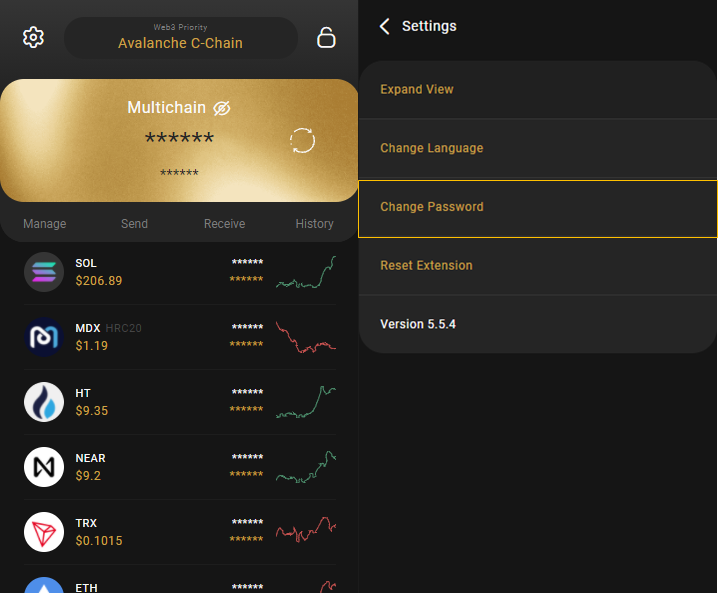 Web3 Priority
Avalanche C-Chain
Multichain
******
******
Manage Send Receive History
SOL ******
$206.89 ******
MDX HRC20 ******
$1.19 ******
HT ******
$9.35 ******
NEAR ******
$9.2 ******
TRX ******
$0.1015 ******
ETH ******
Settings
Expand View
Change Language
Change Password
Reset Extension
Version 5.5.4